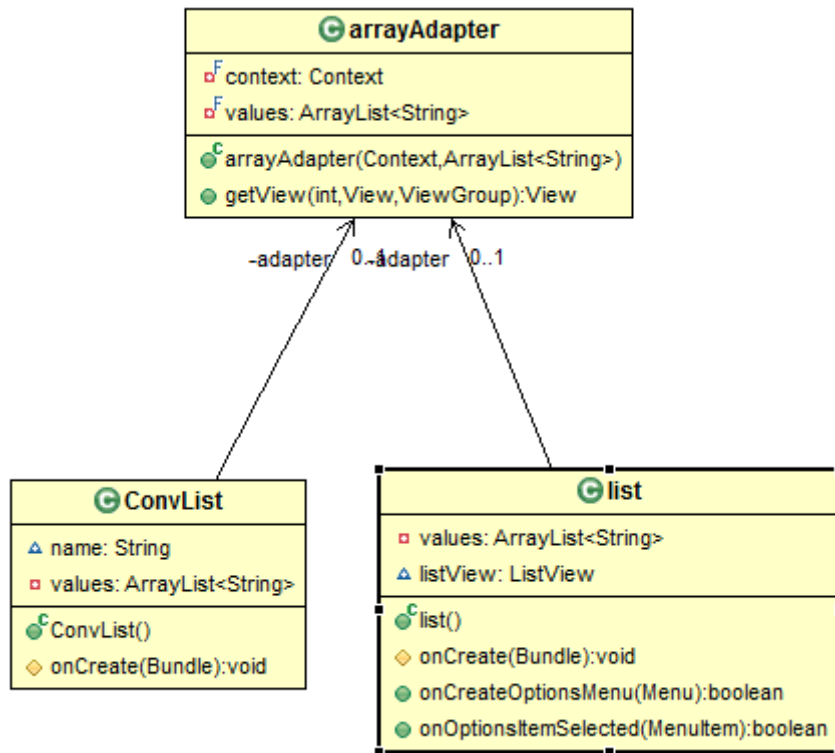 arrayAdapter
context: Context
values: ArrayList<String>
arrayAdapter(Context,ArrayList<String>)
getView(int,View,ViewGroup):View
-adapter 0..1
-adapter 0..1
ConvList
name: String
values: ArrayList<String>
ConvList()
onCreate(Bundle):void
list
values: ArrayList<String>
listView: ListView
list()
onCreate(Bundle):void
onCreateOptionsMenu(Menu):boolean
onOptionsItemSelected(MenuItem):boolean